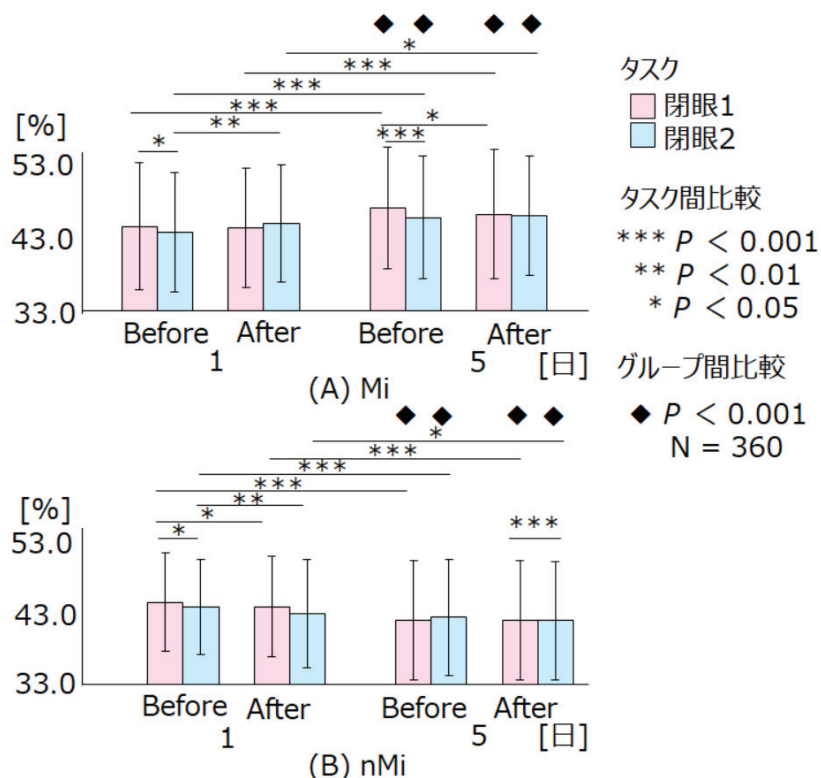 ◆ ◆ ◆ ◆
*
***
***
***
**
*
***
*
[%]
53.0
43.0
33.0
Before After Before After
1 5 [日]
(A) Mi
◆ ◆ ◆ ◆
*
***
***
***
**
*
*
***
[%]
53.0
43.0
33.0
Before After Before After
1 5 [日]
(B) nMi
タスク
閉眼1
閉眼2
タスク間比較
*** P < 0.001
** P < 0.01
* P < 0.05
グループ間比較
◆ P < 0.001
N = 360